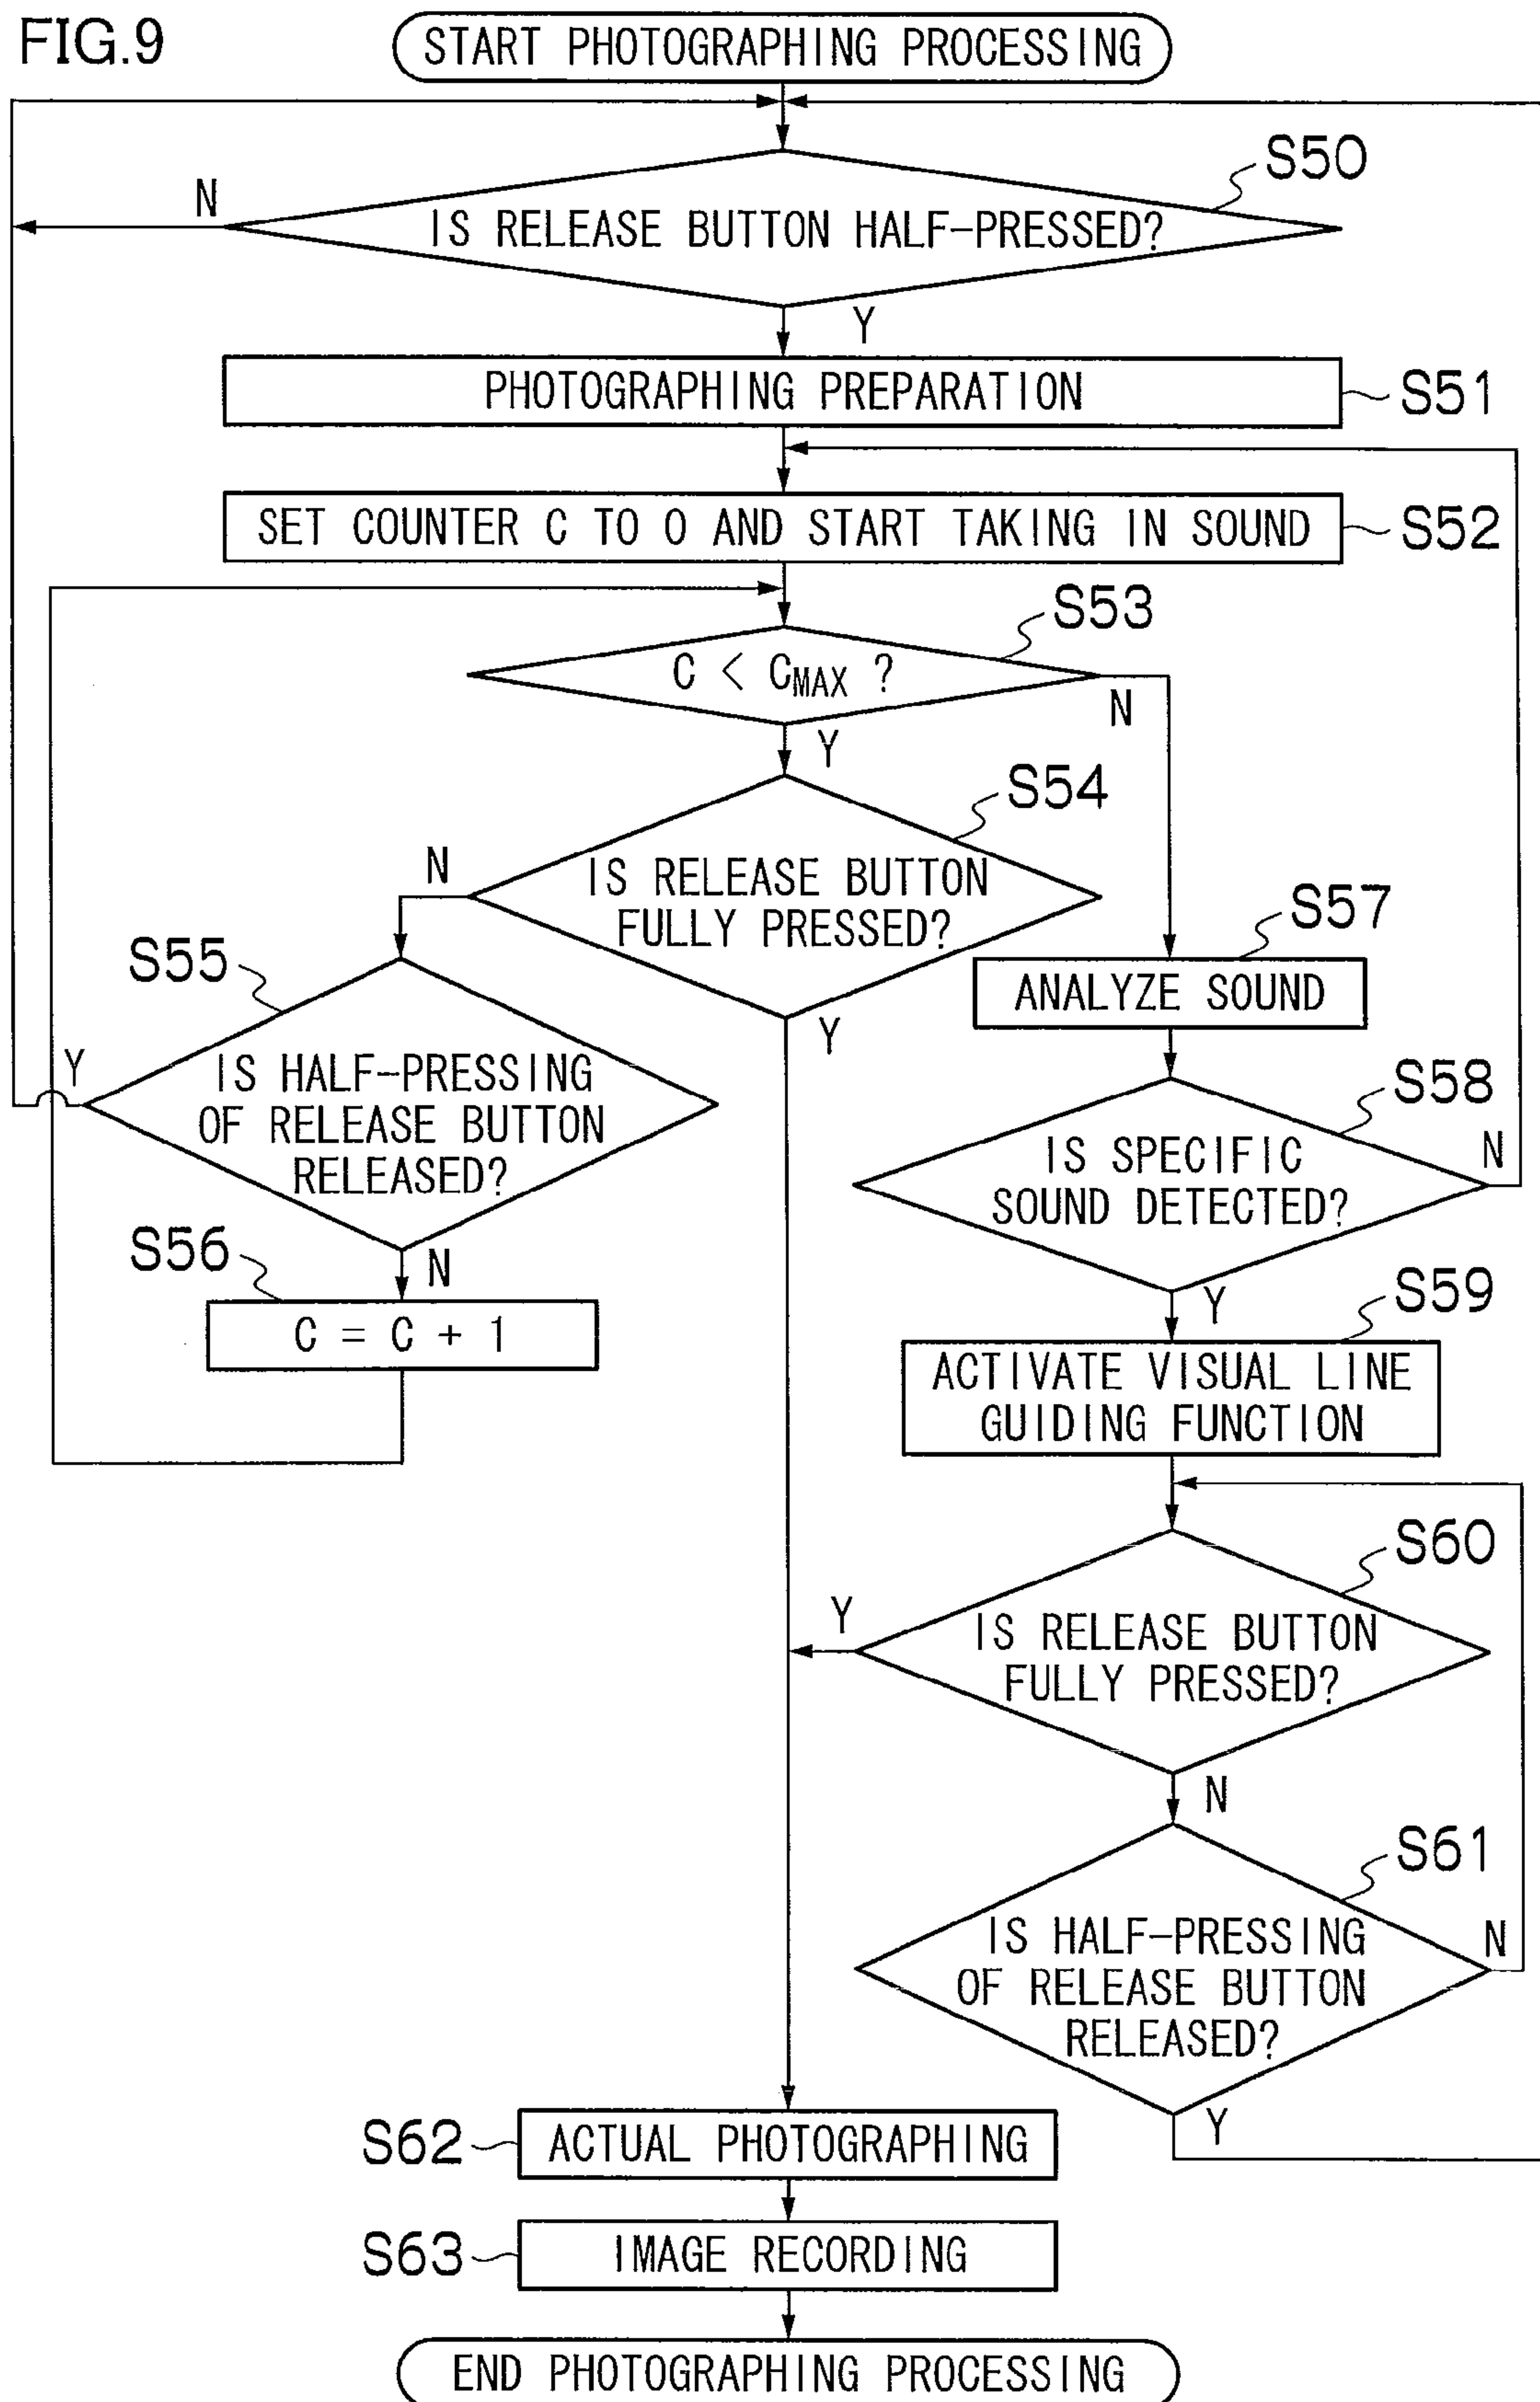 FIG.9
START PHOTOGRAPHING PROCESSING
S50
N
IS RELEASE BUTTON HALF-PRESSED?
Y
PHOTOGRAPHING PREPARATION
S51
SET COUNTER C TO 0 AND START TAKING IN SOUND
S52
S53
C < CMAX ?
N
Y
S54
N
IS RELEASE BUTTON
FULLY PRESSED?
Y
S57
ANALYZE SOUND
S55
Y
IS HALF-PRESSING
OF RELEASE BUTTON
RELEASED?
N
S58
IS SPECIFIC
SOUND DETECTED?
N
Y
S56
C = C + 1
S59
ACTIVATE VISUAL LINE
GUIDING FUNCTION
S60
Y
IS RELEASE BUTTON
FULLY PRESSED?
N
S61
IS HALF-PRESSING
OF RELEASE BUTTON
RELEASED?
N
Y
S62
ACTUAL PHOTOGRAPHING
S63
IMAGE RECORDING
END PHOTOGRAPHING PROCESSING